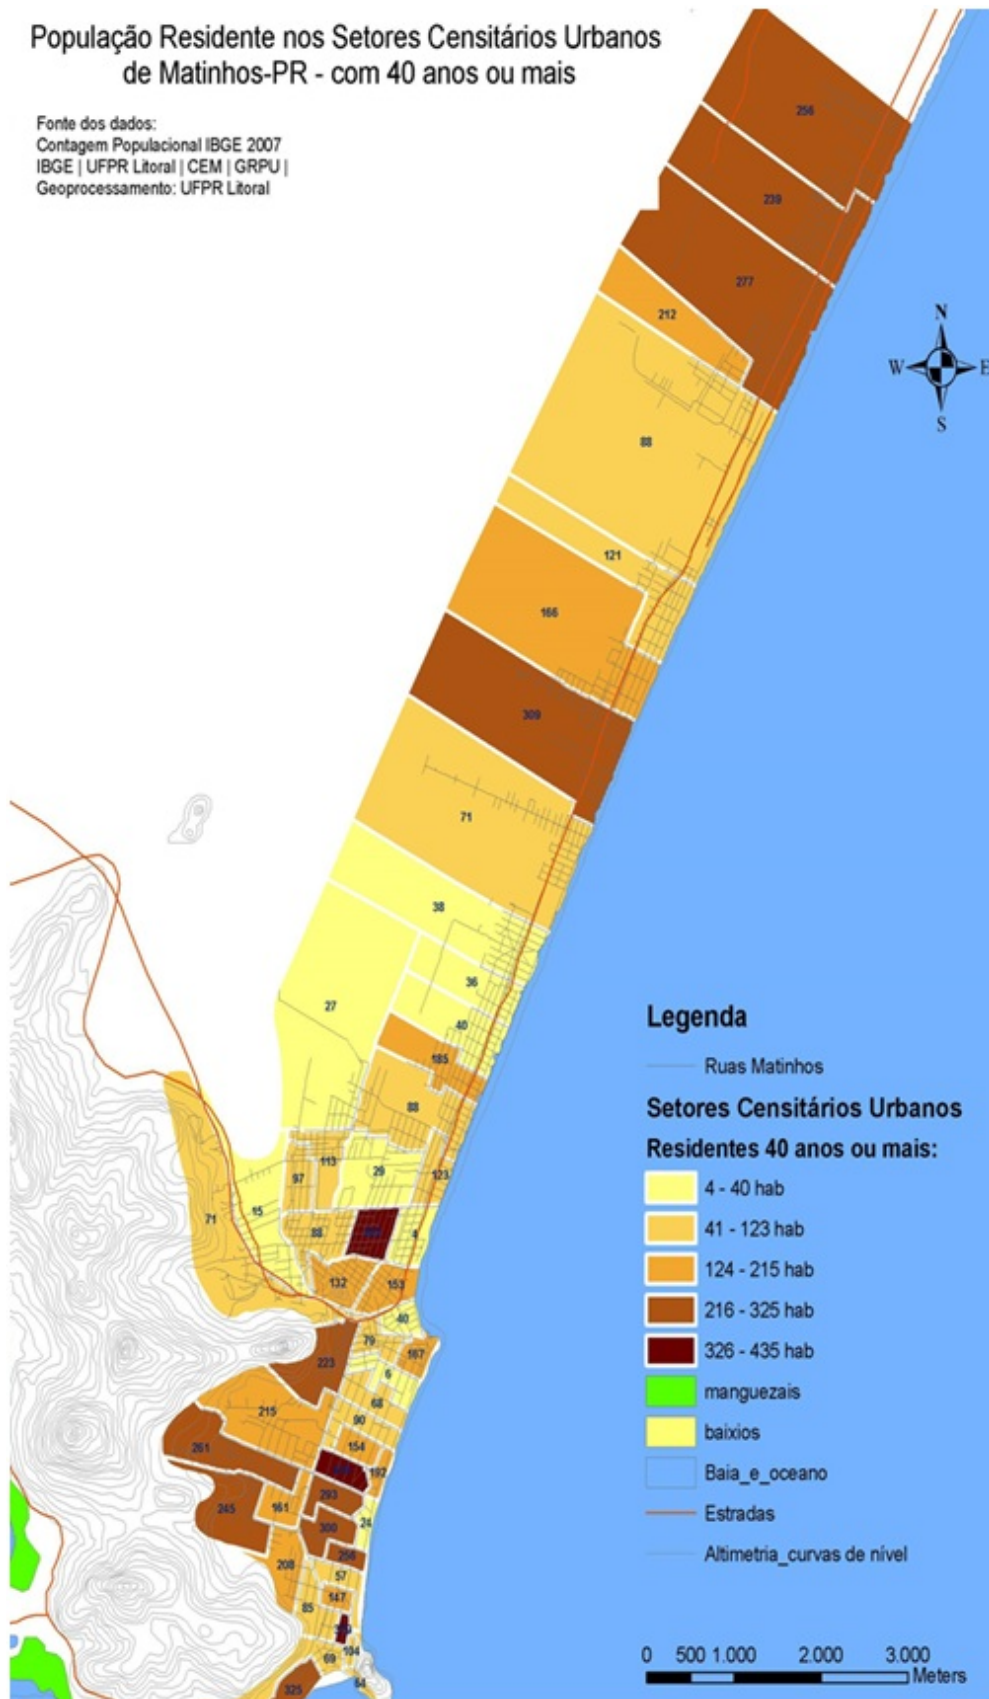 População Residente nos Setores Censitários Urbanos
de Matinhos-PR - com 40 anos ou mais
Fonte dos dados:
Contagem Populacional IBGE 2007
IBGE | UFPR Litoral | CEM | GRPU |
Geoprocessamento: UFPR Litoral
256
239
277
212
N
W E
S
88
121
166
309
71
38
36
27
40
185
88
113
29
123
97
71
15
88
4
132
153
40
79
167
223
6
68
215
90
154
261
192
293
245
161
24
300
258
208
57
147
85
104
69
64
325
Legenda
Ruas Matinhos
Setores Censitários Urbanos
Residentes 40 anos ou mais:
4 - 40 hab
41 - 123 hab
124 - 215 hab
216 - 325 hab
326 - 435 hab
manguezais
baixios
Baia_e_oceano
Estradas
Altimetria_curvas de nível
0 500 1.000 2.000 3.000
Meters